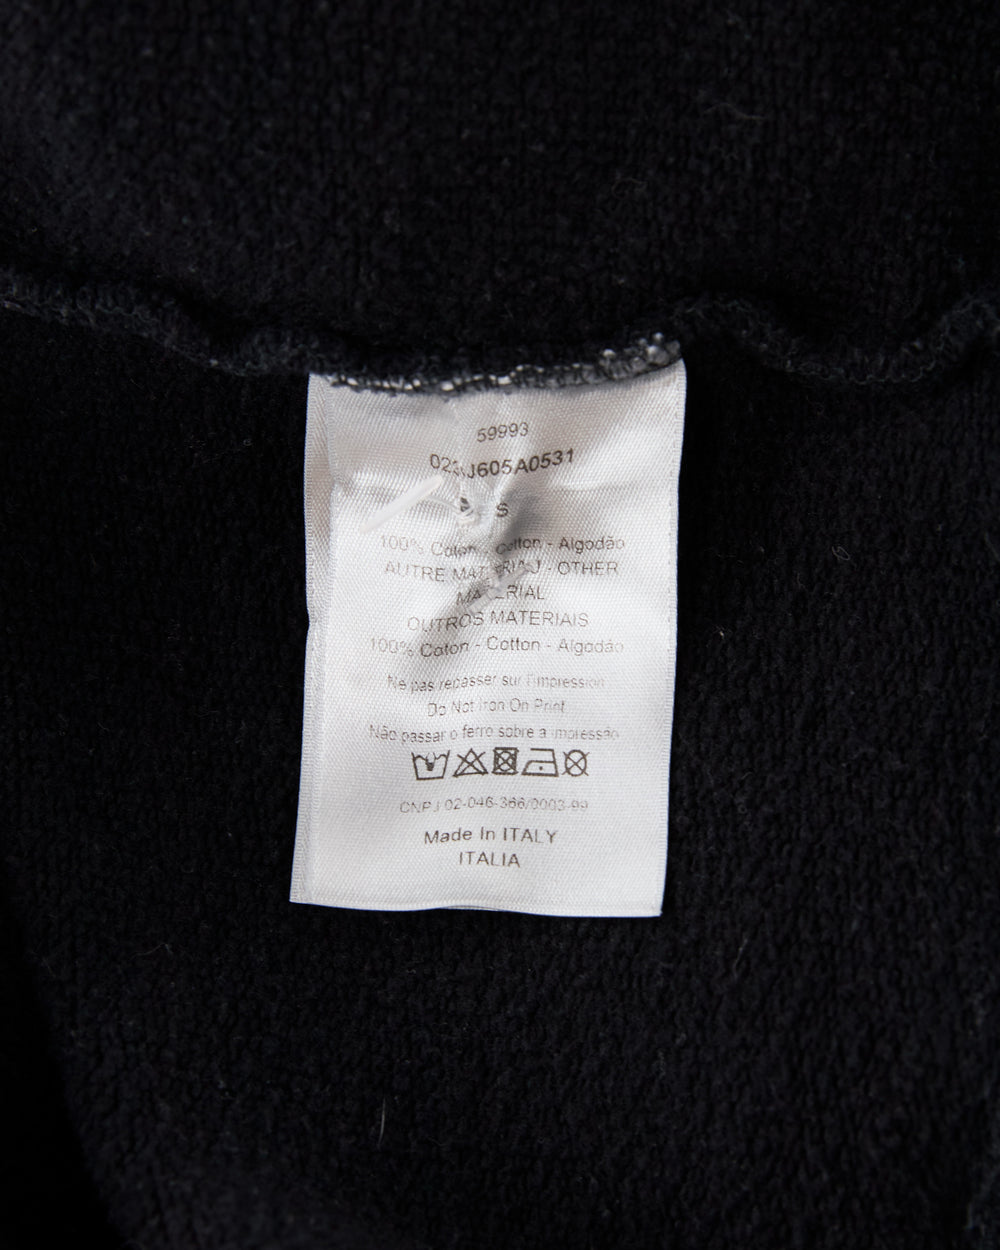 59993
S
100% Coton - Cotton - Algodão
AUTRE - OTHER
MATERIAL
OUTROS MATERIAIS
100% Coton - Cotton - Algodão
Ne pas repasser sur l'impression
Do Not Iron On Print
Não passar o ferro sobre a impressão
CNPJ 02-046-366/0003-99
Made In ITALY
ITALIA